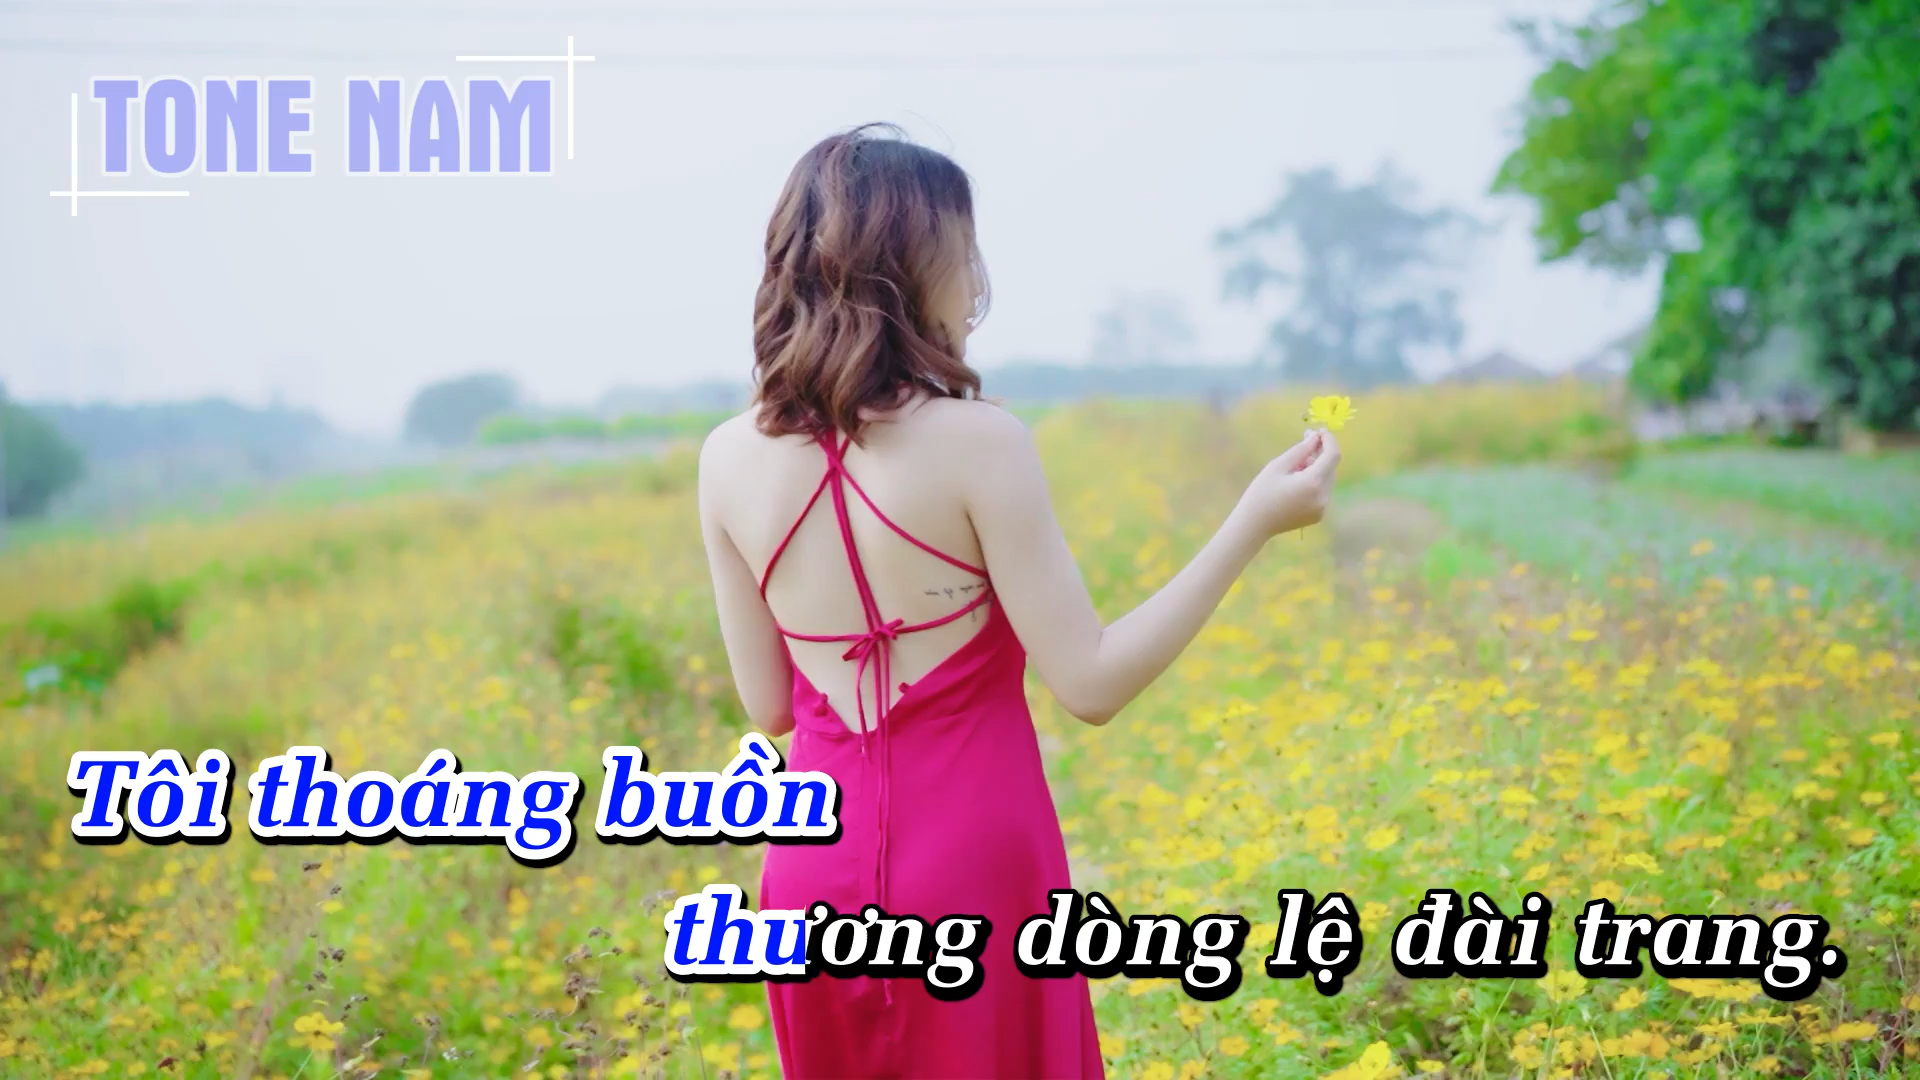 TONE NAM
Tôi thoáng buồn
thương dòng lệ đài trang.